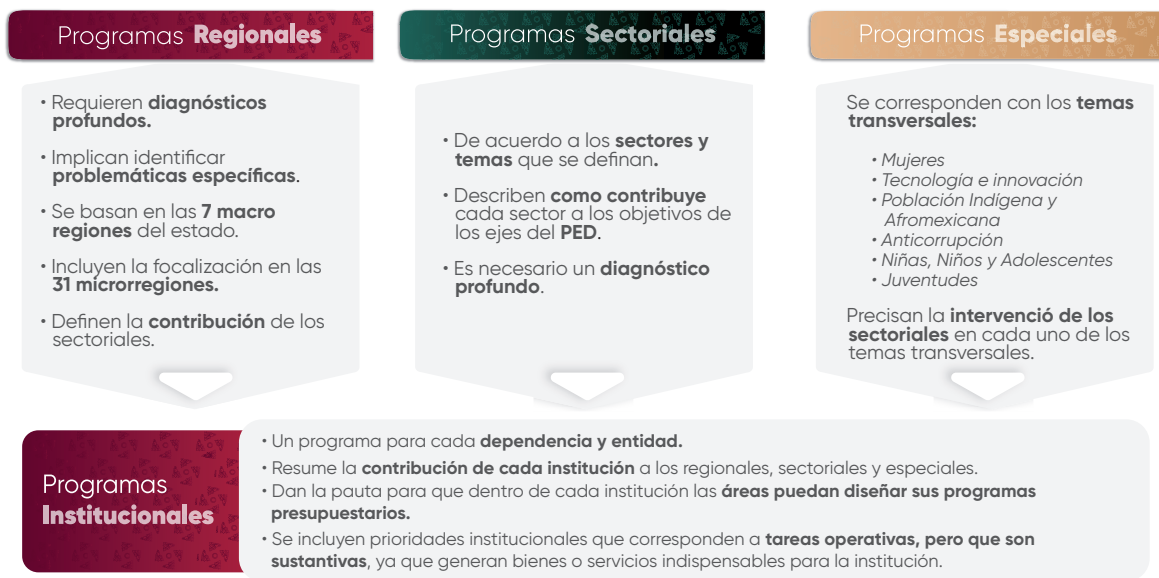 Programas Regionales
• Requieren diagnósticos
profundos.
• Implican identificar
problemáticas específicas.
• Se basan en las 7 macro
regiones del estado.
• Incluyen la focalización en las
31 microrregiones.
• Definen la contribución de los
sectoriales.
Programas Sectoriales
• De acuerdo a los sectores y
temas que se definan.
• Describen como contribuye
cada sector a los objetivos de
los ejes del PED.
• Es necesario un diagnóstico
profundo.
Programas Especiales
Se corresponden con los temas
transversales:
• Mujeres
• Tecnología e innovación
• Población Indígena y
Afromexicana
• Anticorrupción
• Niñas, Niños y Adolescentes
• Juventudes
Precisan la intervenció de los
sectoriales en cada uno de los
temas transversales.
Programas
Institucionales
• Un programa para cada dependencia y entidad.
• Resume la contribución de cada institución a los regionales, sectoriales y especiales.
• Dan la pauta para que dentro de cada institución las áreas puedan diseñar sus programas
presupuestarios.
• Se incluyen prioridades institucionales que corresponden a tareas operativas, pero que son
sustantivas, ya que generan bienes o servicios indispensables para la institución.